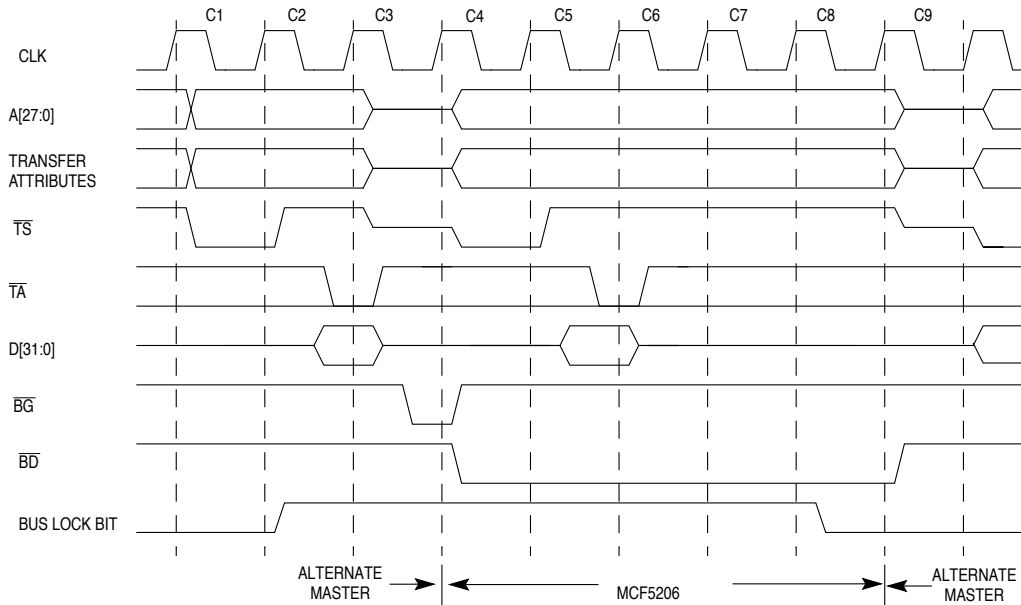 C1 C2 C3 C4 C5 C6 C7 C8 C9
CLK
A[27:0]
TRANSFER
ATTRIBUTES
TS
TA
D[31:0]
BG
BD
BUS LOCK BIT
ALTERNATE
MASTER
MCF5206
ALTERNATE
MASTER